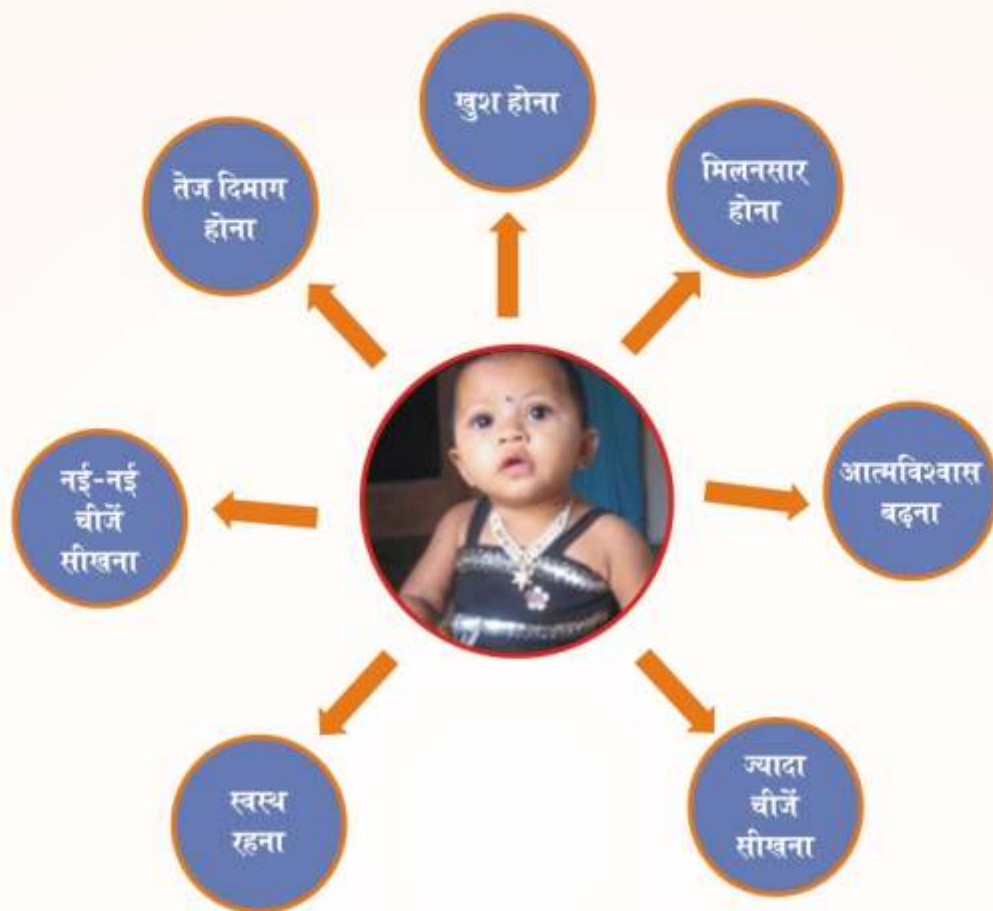 खुश होना
मिलनसार
होना
आत्मविश्वास
बढ़ना
ज्यादा
चीजें
सीखना
स्वस्थ
रहना
नई-नई
चीजें
सीखना
तेज दिमाग
होना